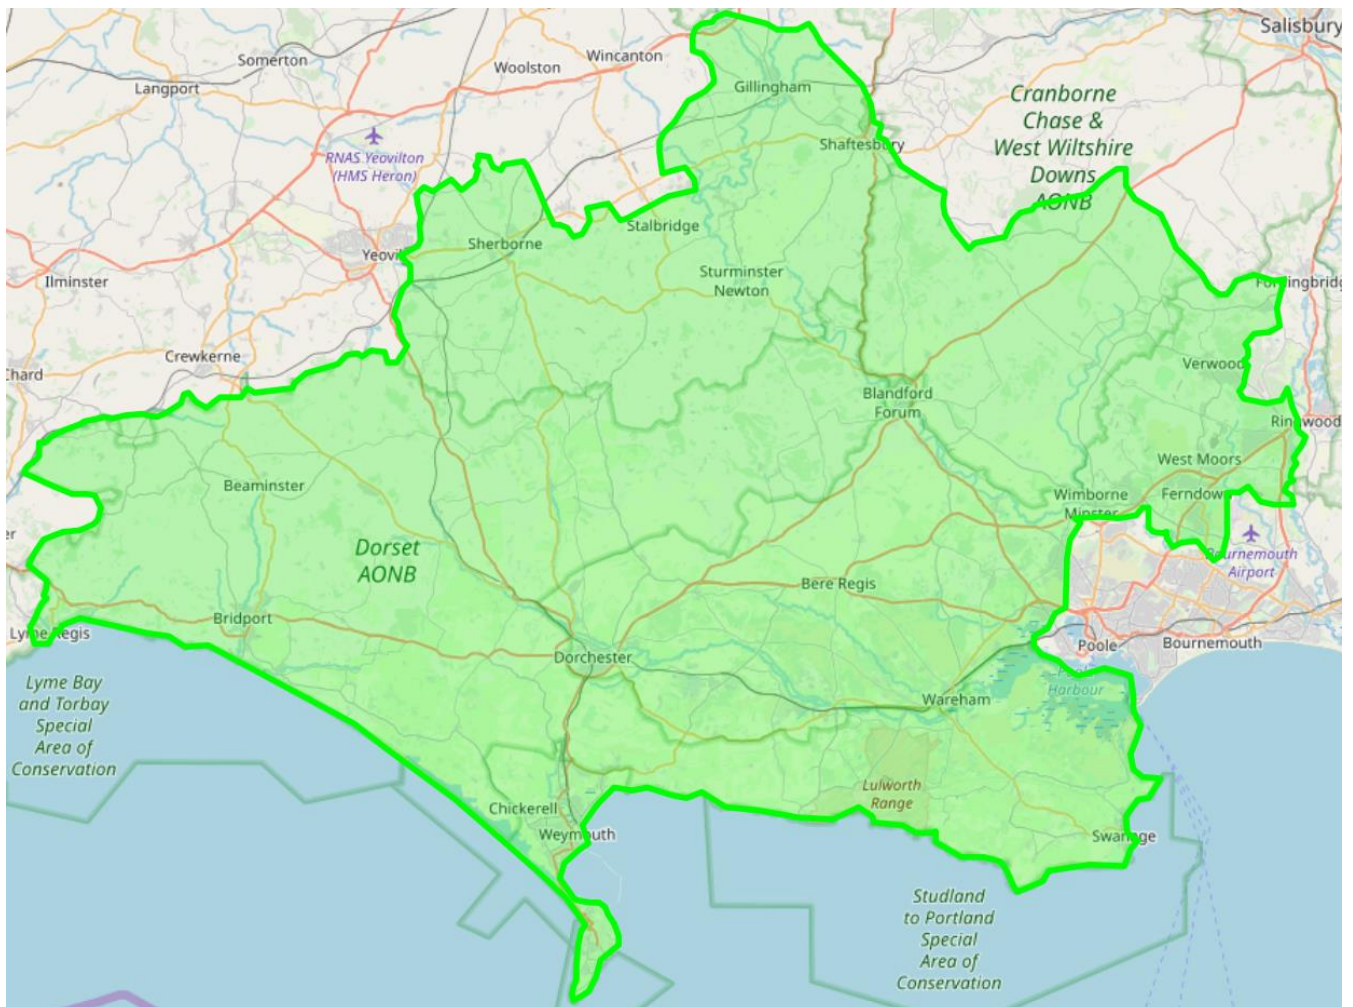 Salisbury
Somerton
Wincanton
Woolston
Langport
Gillingham
Cranborne
Chase &
West Wiltshire
Downs
AONB
RNAS Yeovilton
(HMS Heron)
Shaftesbury
Stalbridge
Sherborne
Yeovil
Sturminster
Newton
Ilminster
Fordingbridg
Crewkerne
Chard
Verwood
Blandford
Forum
Ringwood
West Moors
Beaminster
Wimborne
Minster
Ferndown
er
Dorset
AONB
Bournemouth
Airport
Bere Regis
Bridport
Lyme Regis
Poole
Bournemouth
Dorchester
Poole
Harbour
Lyme Bay
and Torbay
Special
Area of
Conservation
Wareham
Lulworth
Range
Chickerell
Weymouth
Swanage
Studland
to Portland
Special
Area of
Conservation